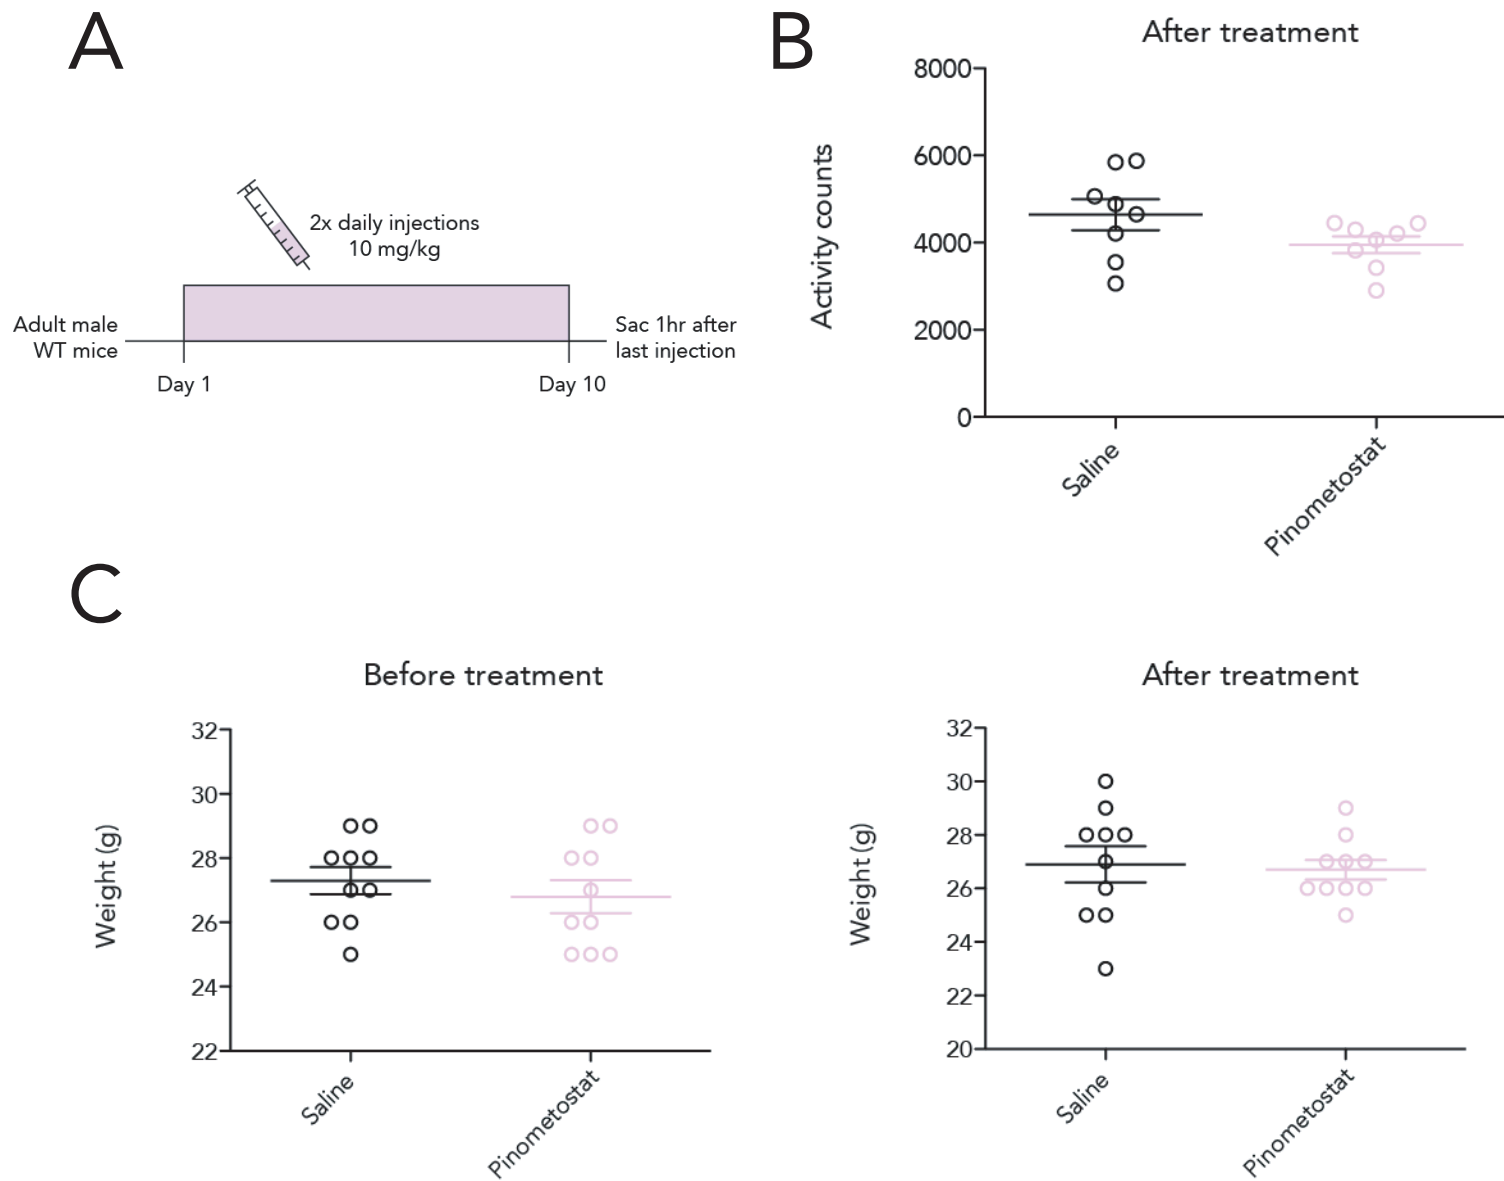 A
2x daily injections
10 mg/kg
Adult male
WT mice
Day 1
Day 10
Sac 1hr after
last injection
B
After treatment
Activity counts
8000
6000
4000
2000
0
Saline
Pinometostat
C
Before treatment
Weight (g)
32
30
28
26
24
22
Saline
Pinometostat
After treatment
Weight (g)
32
30
28
26
24
22
20
Saline
Pinometostat